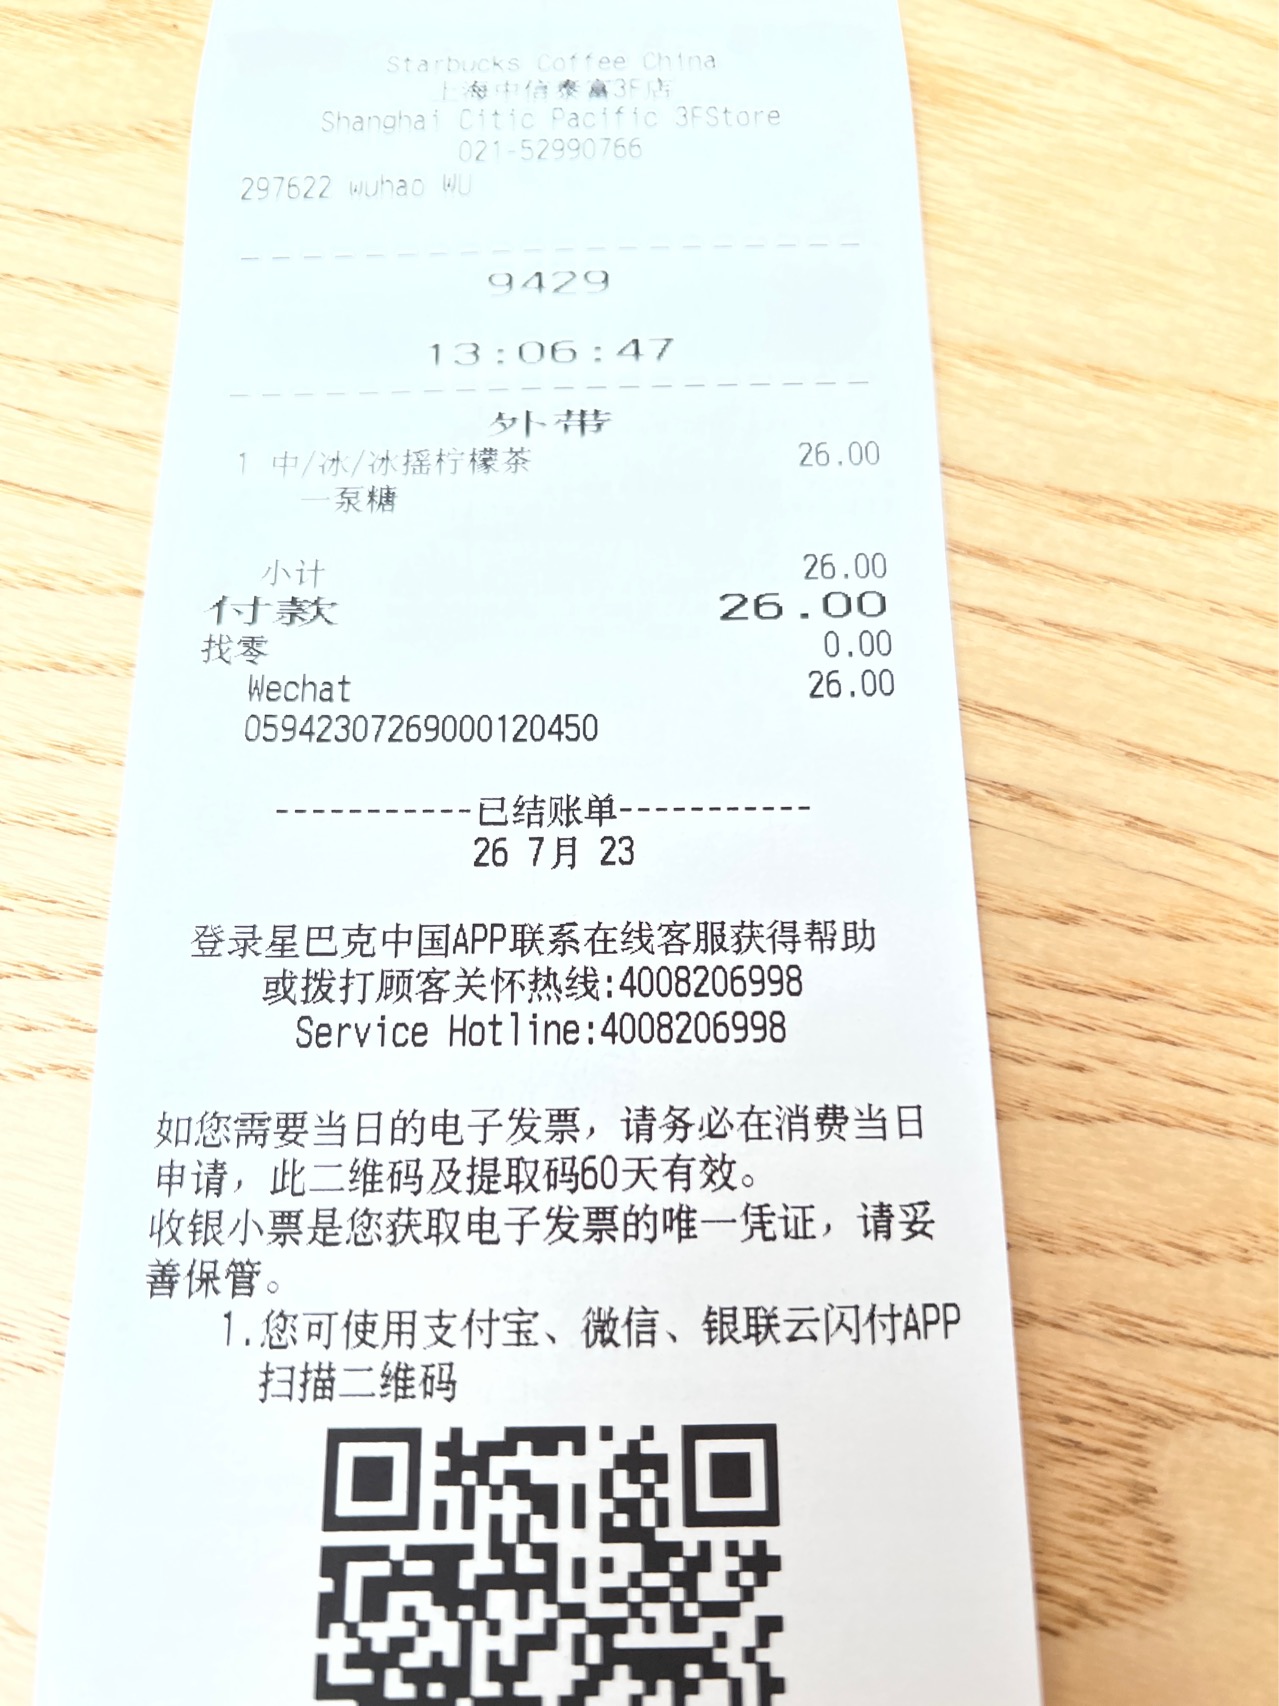 Starbucks Coffee China
上海中信泰富3F店
Shanghai Citic Pacific 3FStore
021-52990766
297622 wuhao WU
9429
13:06:47
外带
1 中/冰/冰摇柠檬茶 26.00
一泵糖
小计 26.00
付款 26.00
找零 0.00
Wechat 26.00
05942307269000120450
-----------已结账单-----------
26 7月 23
登录星巴克中国APP联系在线客服获得帮助
或拨打顾客关怀热线:4008206998
Service Hotline:4008206998
如您需要当日的电子发票，请务必在消费当日
申请，此二维码及提取码60天有效。
收银小票是您获取电子发票的唯一凭证，请妥
善保管。
1.您可使用支付宝、微信、银联云闪付APP
扫描二维码